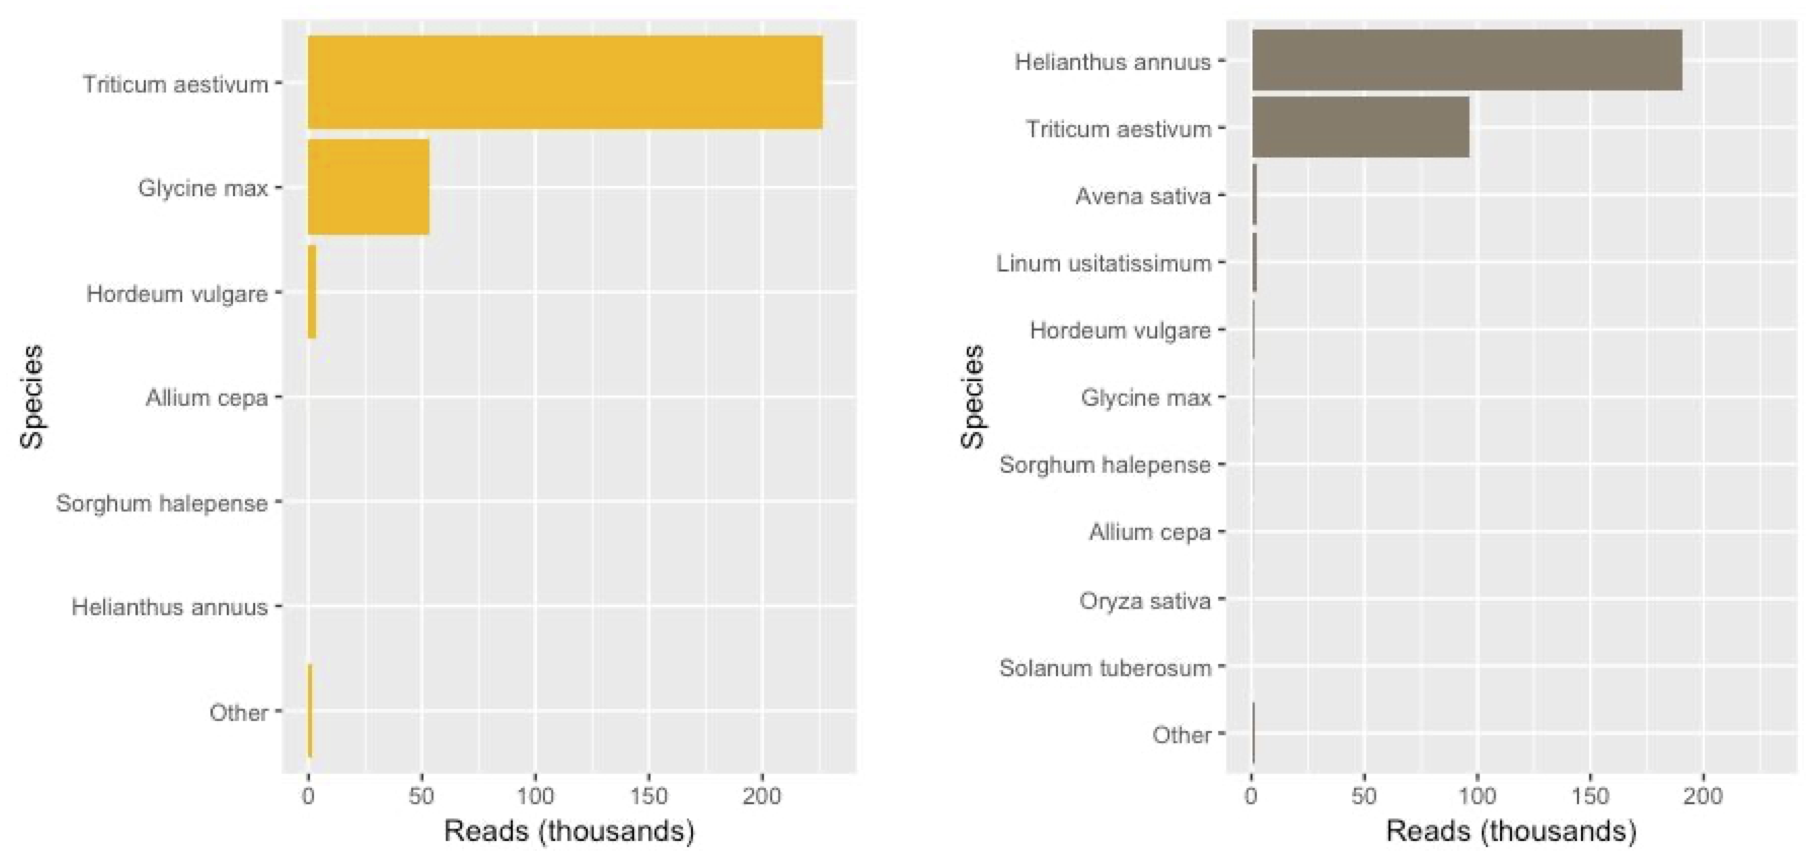 Species
Triticum aestivum
Glycine max
Hordeum vulgare
Allium cepa
Sorghum halepense
Helianthus annuus
Other
0 50 100 150 200
Reads (thousands)
Species
Helianthus annuus
Triticum aestivum
Avena sativa
Linum usitatissimum
Hordeum vulgare
Glycine max
Sorghum halepense
Allium cepa
Oryza sativa
Solanum tuberosum
Other
0 50 100 150 200
Reads (thousands)